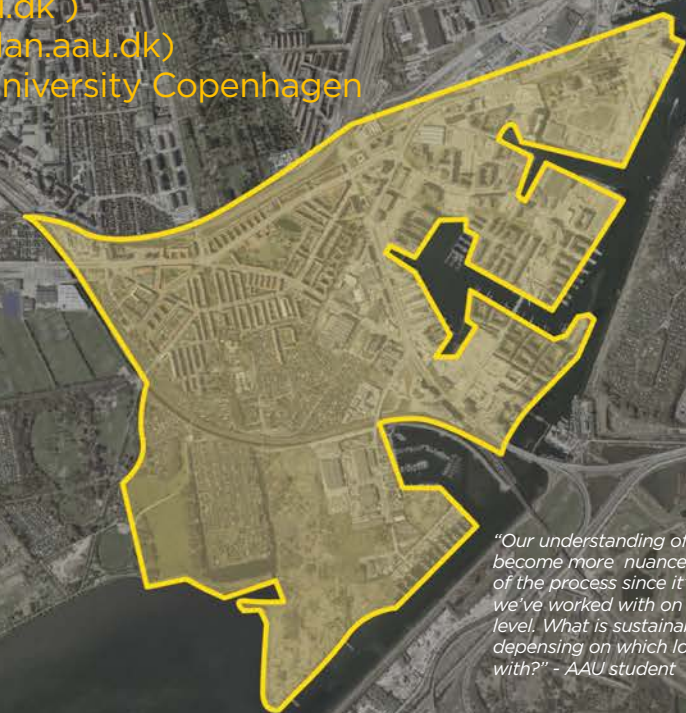 l.dk )
lan.aau.dk)
niversity Copenhagen
“Our understanding of
become more nuance
of the process since it
we’ve worked with on
level. What is sustainal
depensing on which lo
with?” - AAU student